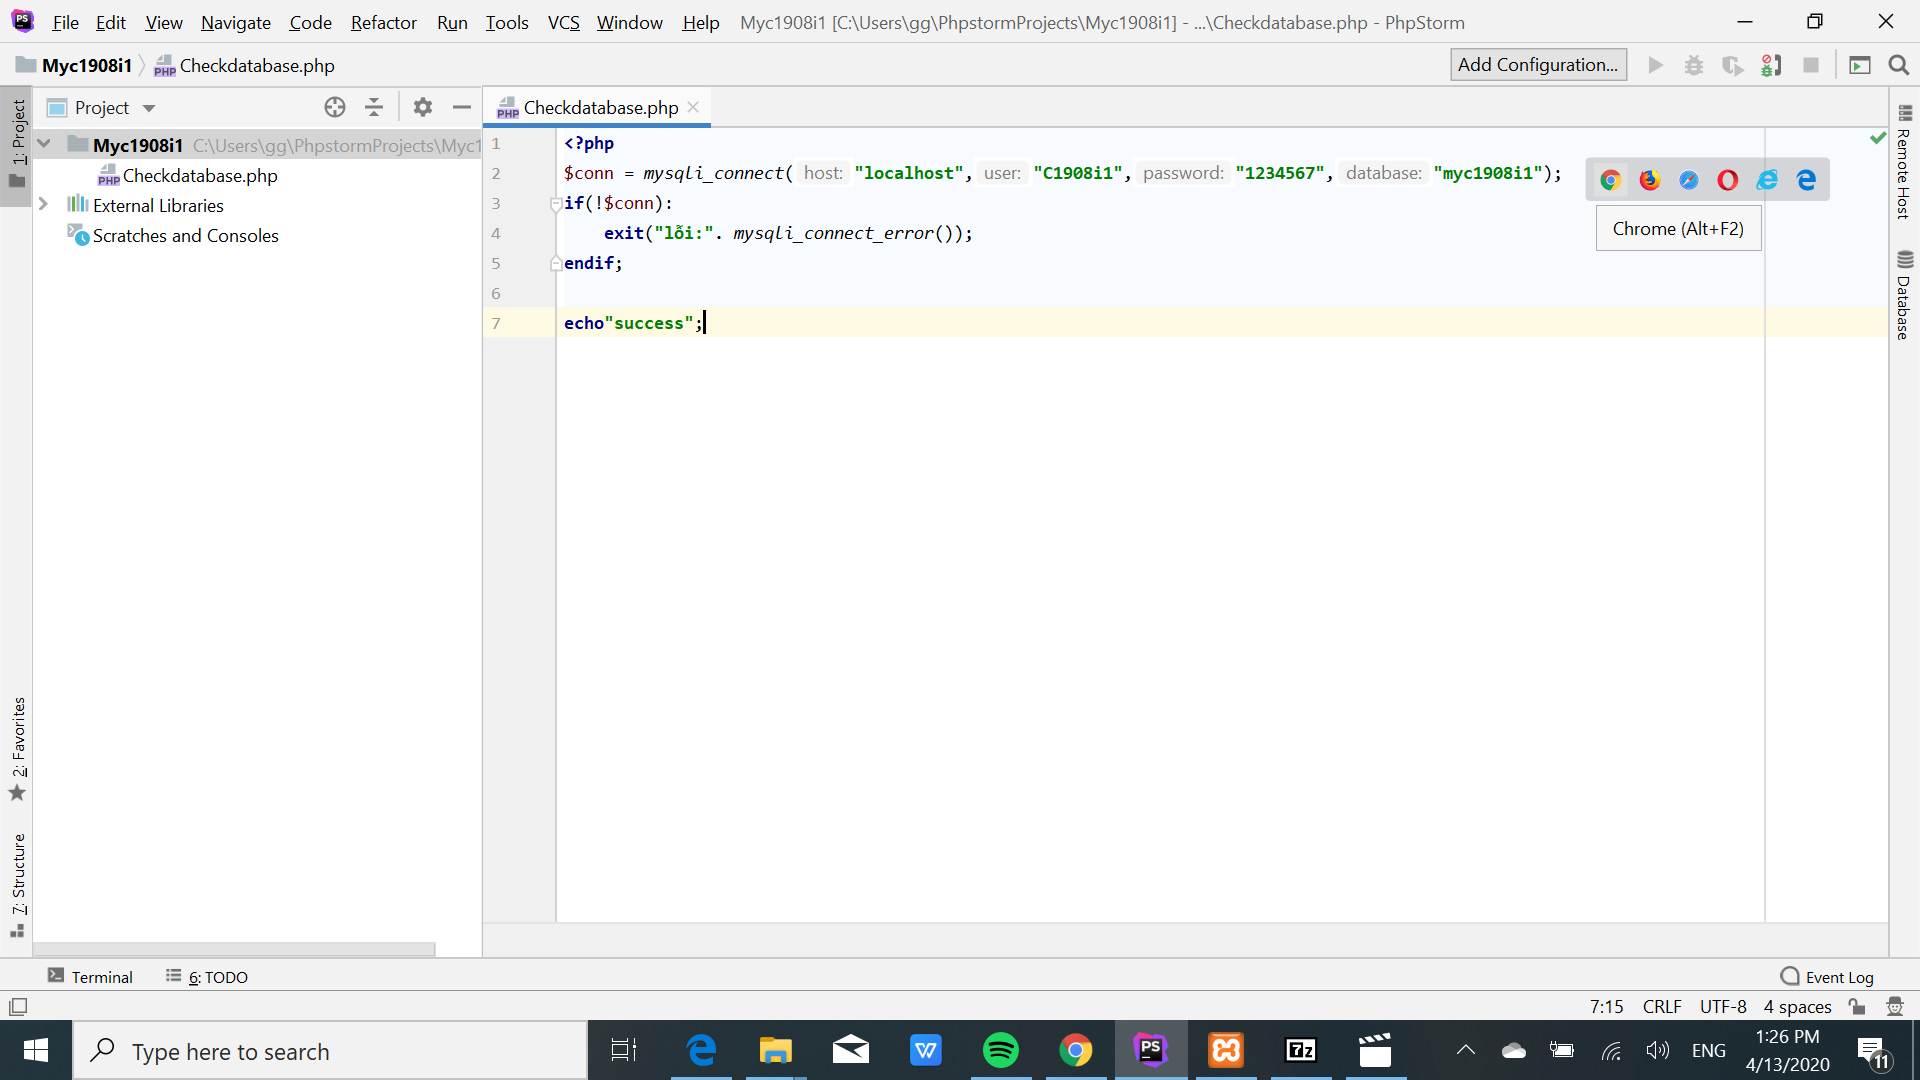 File Edit View Navigate Code Refactor Run Tools VCS Window Help Myc1908i1 [C:\Users\gg\PhpstormProjects\Myc1908i1] - ...\Checkdatabase.php - PhpStorm
Myc1908i1 Checkdatabase.php
Add Configuration...
1: Project
Project
Checkdatabase.php
Myc1908i1 C:\Users\gg\PhpstormProjects\Myc1
Checkdatabase.php
External Libraries
Scratches and Consoles
1 <?php
2 $conn = mysqli_connect( host: "localhost", user: "C1908i1", password: "1234567", database: "myc1908i1");
3 if(!$conn):
4 exit("lỗi:". mysqli_connect_error());
5 endif;
6
7 echo"success";
Chrome (Alt+F2)
Remote Host
Database
2: Favorites
7: Structure
Terminal 6: TODO
Event Log
7:15 CRLF UTF-8 4 spaces
Type here to search
ENG
1:26 PM
4/13/2020
11